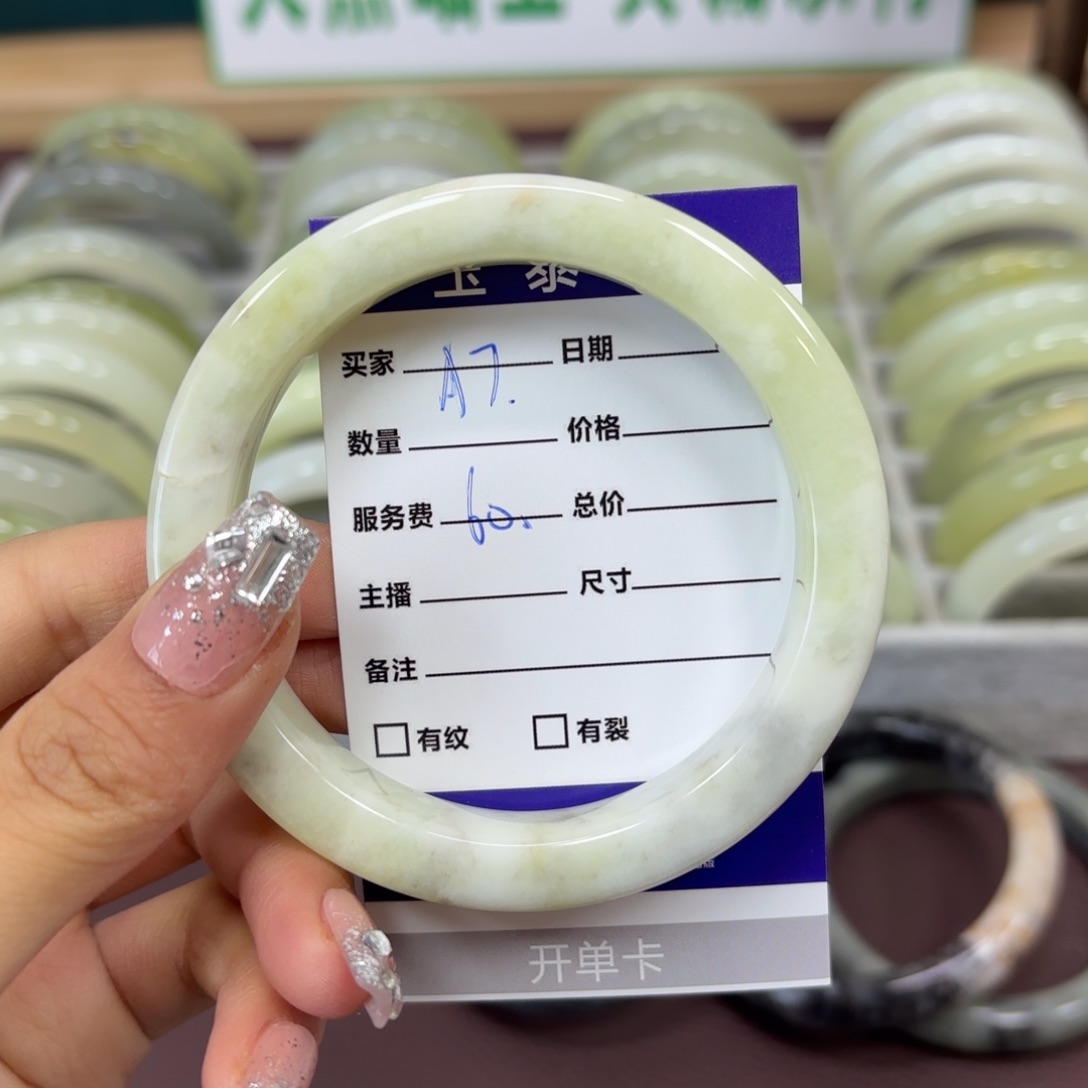 玉 泰
买家 A7. 日期
数量 价格
服务费 60. 总价
主播 尺寸
备注
□有纹 □有裂
开单卡